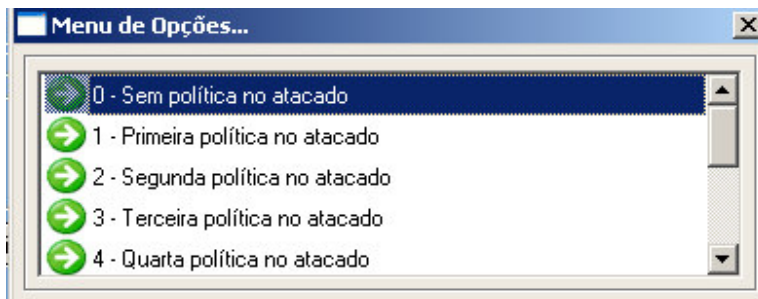 Menu de Opções...
0 - Sem política no atacado
1 - Primeira política no atacado
2 - Segunda política no atacado
3 - Terceira política no atacado
4 - Quarta política no atacado